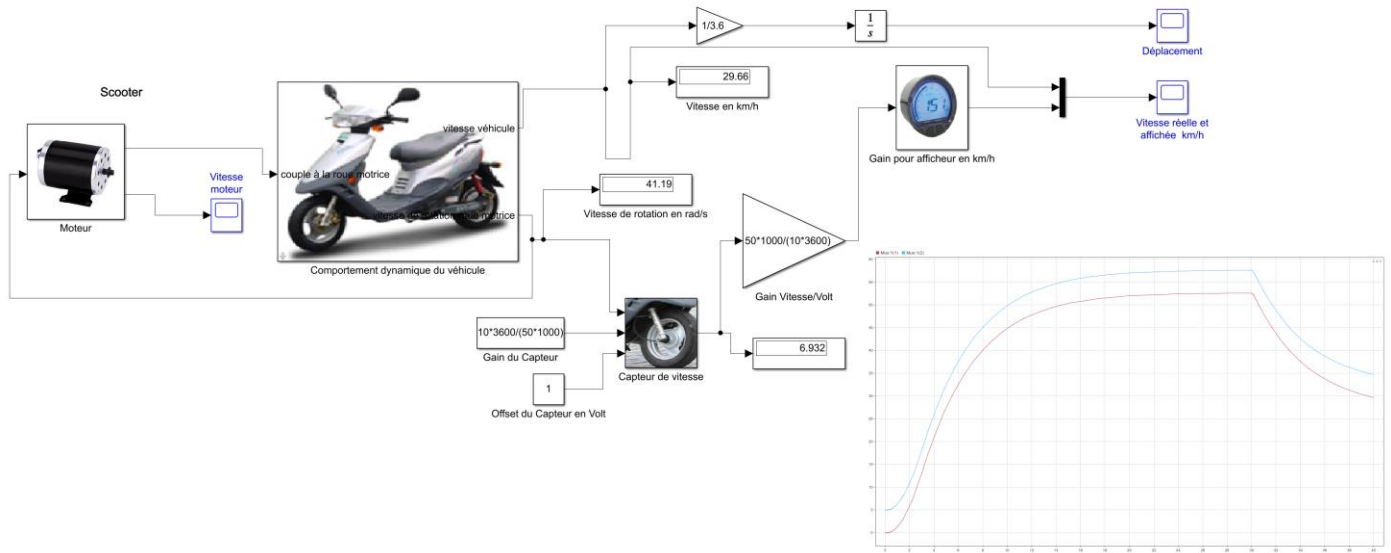 1/3.6
1
s
Déplacement
29.66
Vitesse en km/h
151
Gain pour afficheur en km/h
Vitesse réelle et
affichée km/h
Scooter
Moteur
Vitesse
moteur
vitesse véhicule
couple à la roue motrice
Comportement dynamique du véhicule
41.19
Vitesse de rotation en rad/s
50*1000/(10*3600)
Gain Vitesse/Volt
10*3600/(50*1000)
Gain du Capteur
1
Offset du Capteur en Volt
Capteur de vitesse
6.932